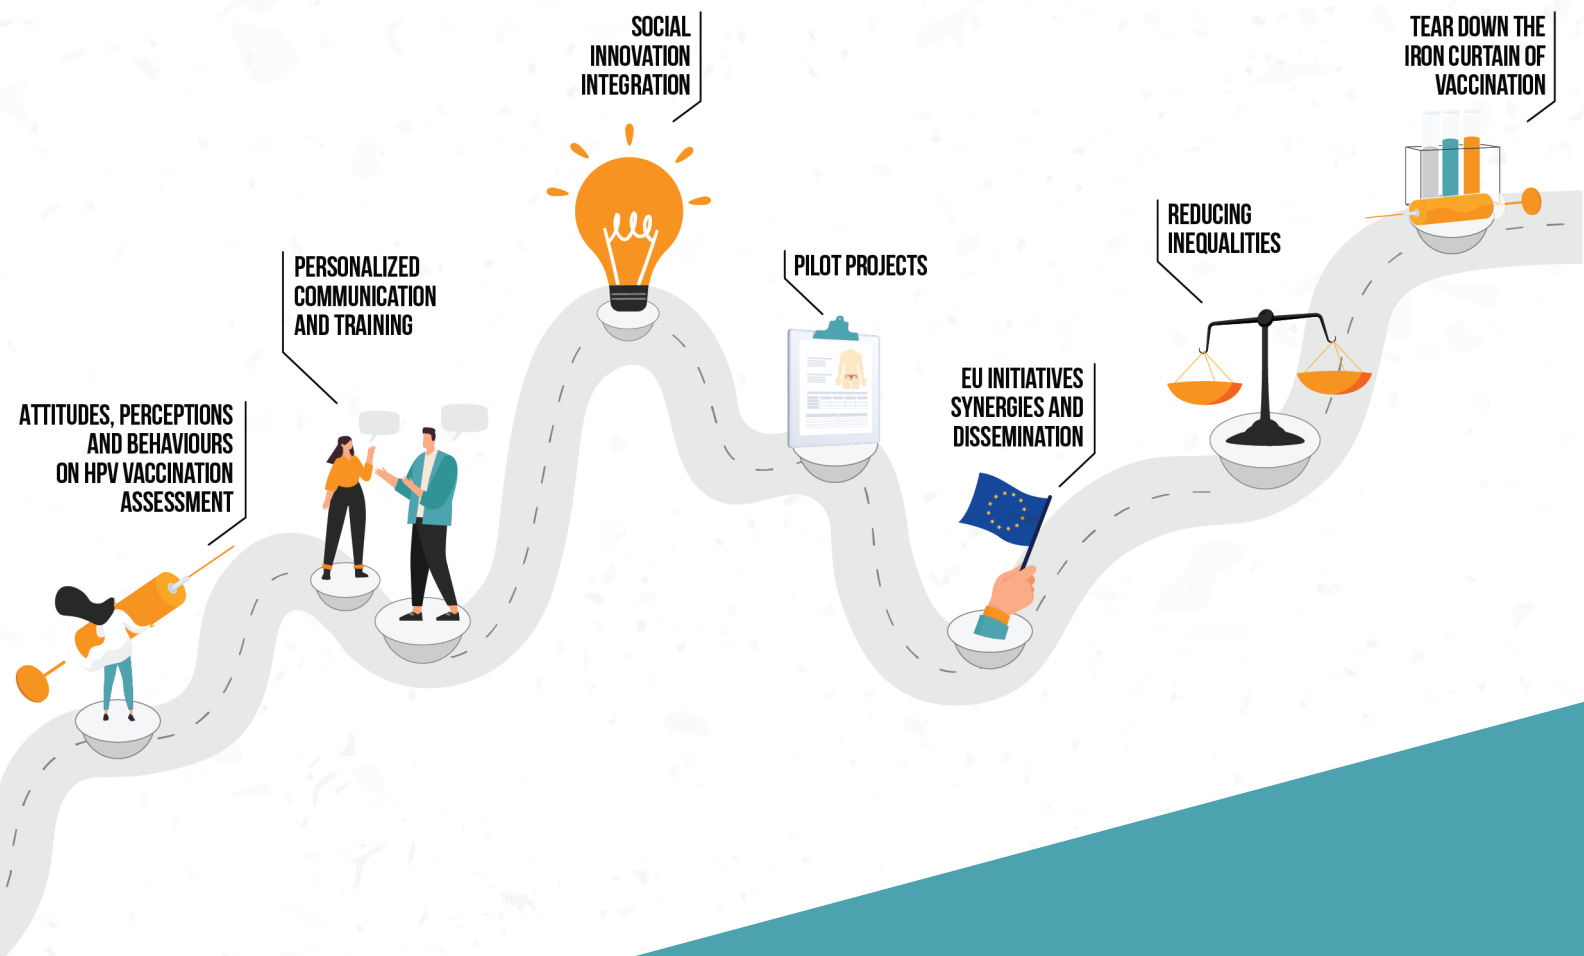 ATTITUDES, PERCEPTIONS
AND BEHAVIOURS
ON HPV VACCINATION
ASSESSMENT
PERSONALIZED
COMMUNICATION
AND TRAINING
SOCIAL
INNOVATION
INTEGRATION
PILOT PROJECTS
EU INITIATIVES
SYNERGIES AND
DISSEMINATION
REDUCING
INEQUALITIES
TEAR DOWN THE
IRON CURTAIN OF
VACCINATION